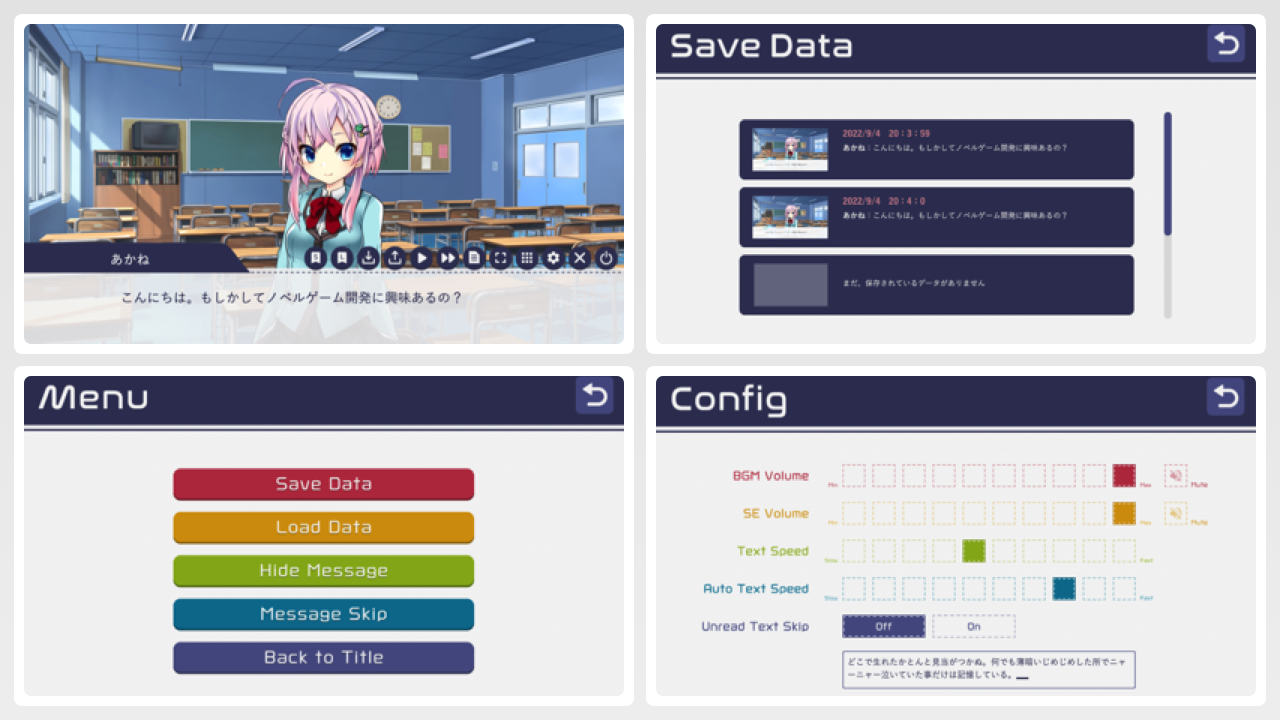 あかね
こんにちは。もしかしてノベルゲーム開発に興味あるの？
Save Data
2022/9/4 20：3：59
あかね：こんにちは。もしかしてノベルゲーム開発に興味あるの？
2022/9/4 20：4：0
あかね：こんにちは。もしかしてノベルゲーム開発に興味あるの？
まだ、保存されているデータがありません
Menu
Save Data
Load Data
Hide Message
Message Skip
Back to Title
Config
BGM Volume Min Max Mute
SE Volume Min Max Mute
Text Speed Slow Fast
Auto Text Speed Slow Fast
Unread Text Skip Off On
どこで生れたかとんと見当がつかぬ。何でも薄暗いじめじめした所でニャ
ーニャー泣いていた事だけは記憶している。